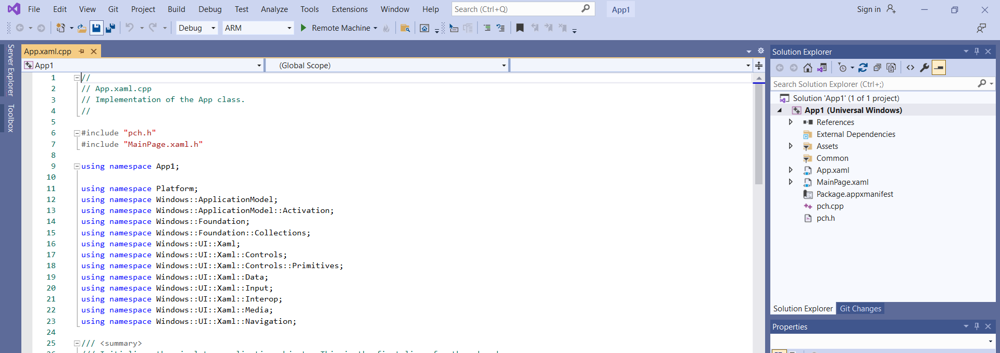 File Edit View Git Project Build Debug Test Analyze Tools Extensions Window Help Search (Ctrl+Q) App1 Sign in
Debug ARM Remote Machine
Server Explorer
Toolbox
App.xaml.cpp
App1 (Global Scope)
1 //
2 // App.xaml.cpp
3 // Implementation of the App class.
4 //
5
6 #include "pch.h"
7 #include "MainPage.xaml.h"
8
9 using namespace App1;
10
11 using namespace Platform;
12 using namespace Windows::ApplicationModel;
13 using namespace Windows::ApplicationModel::Activation;
14 using namespace Windows::Foundation;
15 using namespace Windows::Foundation::Collections;
16 using namespace Windows::UI::Xaml;
17 using namespace Windows::UI::Xaml::Controls;
18 using namespace Windows::UI::Xaml::Controls::Primitives;
19 using namespace Windows::UI::Xaml::Data;
20 using namespace Windows::UI::Xaml::Input;
21 using namespace Windows::UI::Xaml::Interop;
22 using namespace Windows::UI::Xaml::Media;
23 using namespace Windows::UI::Xaml::Navigation;
24
25 /// <summary>
Solution Explorer
Search Solution Explorer (Ctrl+;)
Solution 'App1' (1 of 1 project)
App1 (Universal Windows)
References
External Dependencies
Assets
Common
App.xaml
MainPage.xaml
Package.appxmanifest
pch.cpp
pch.h
Solution Explorer Git Changes
Properties